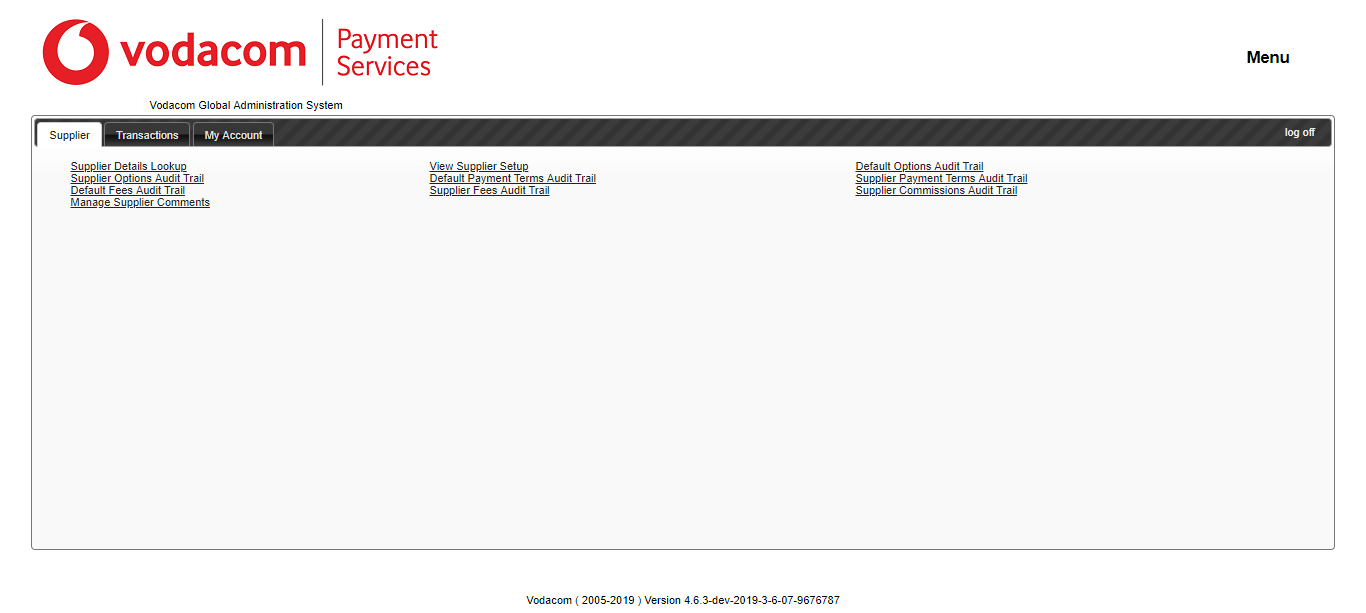 vodacom
Payment
Services
Menu
Vodacom Global Administration System
Supplier Transactions My Account log off
Supplier Details Lookup View Supplier Setup Default Options Audit Trail
Supplier Options Audit Trail Default Payment Terms Audit Trail Supplier Payment Terms Audit Trail
Default Fees Audit Trail Supplier Fees Audit Trail Supplier Commissions Audit Trail
Manage Supplier Comments
Vodacom ( 2005-2019 ) Version 4.6.3-dev-2019-3-6-07-9676787